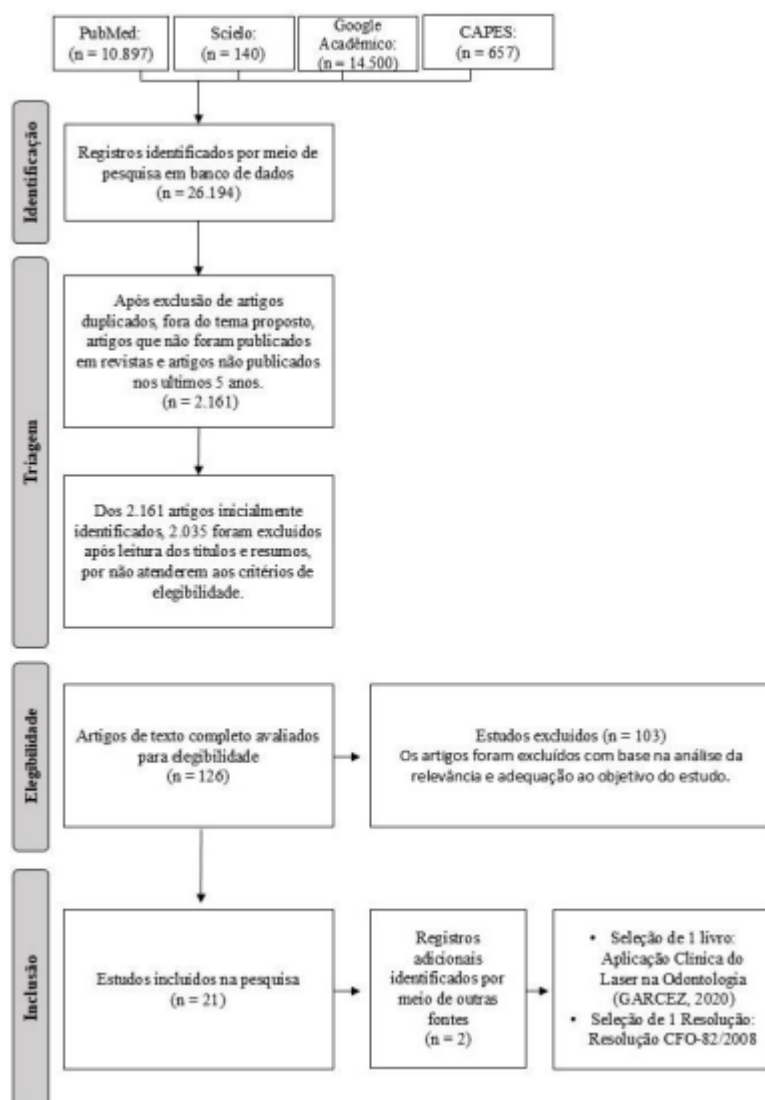 PubMed:
(n = 10.897)
Scielo:
(n = 140)
Google
Acadêmico:
(n = 14.500)
CAPES:
(n = 657)
Identificação
Registros identificados por meio de
pesquisa em banco de dados
(n = 26.194)
Triagem
Após exclusão de artigos
duplicados, fora do tema proposto,
artigos que não foram publicados
em revistas e artigos não publicados
nos ultimos 5 anos.
(n = 2.161)
Dos 2.161 artigos inicialmente
identificados, 2.035 foram excluídos
após leitura dos titulos e resumos,
por não atenderem aos critérios de
elegibilidade.
Elegibilidade
Artigos de texto completo avaliados
para elegibilidade
(n = 126)
Estudos excluidos (n = 103)
Os artigos foram excluídos com base na análise da
relevância e adequação ao objetivo do estudo.
Inclusão
Estudos incluidos na pesquisa
(n = 21)
Registros
adicionais
identificados por
meio de outras
fontes
(n = 2)
• Seleção de 1 livro:
Aplicação Clinica do
Laser na Odontologia
(GARCEZ, 2020)
• Seleção de 1 Resolução:
Resolução CFO-82/2008